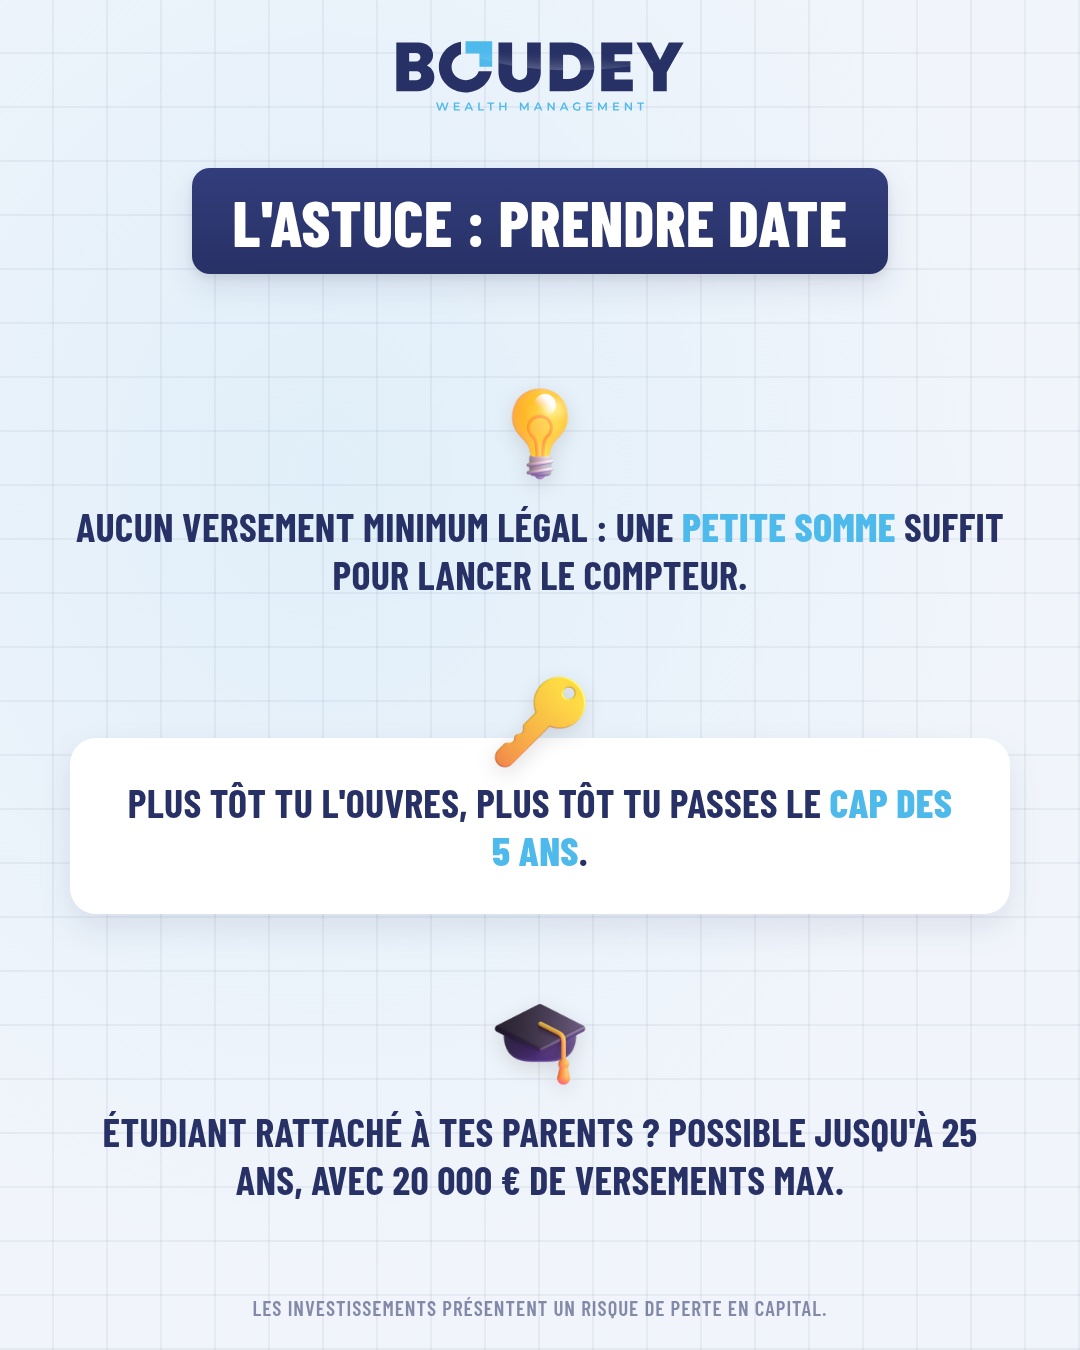 BOUDEY
WEALTH MANAGEMENT
L'ASTUCE : PRENDRE DATE
AUCUN VERSEMENT MINIMUM LÉGAL : UNE PETITE SOMME SUFFIT
POUR LANCER LE COMPTEUR.
PLUS TÔT TU L'OUVRES, PLUS TÔT TU PASSES LE CAP DES
5 ANS.
ÉTUDIANT RATTACHÉ À TES PARENTS ? POSSIBLE JUSQU'À 25
ANS, AVEC 20 000 € DE VERSEMENTS MAX.
LES INVESTISSEMENTS PRÉSENTENT UN RISQUE DE PERTE EN CAPITAL.